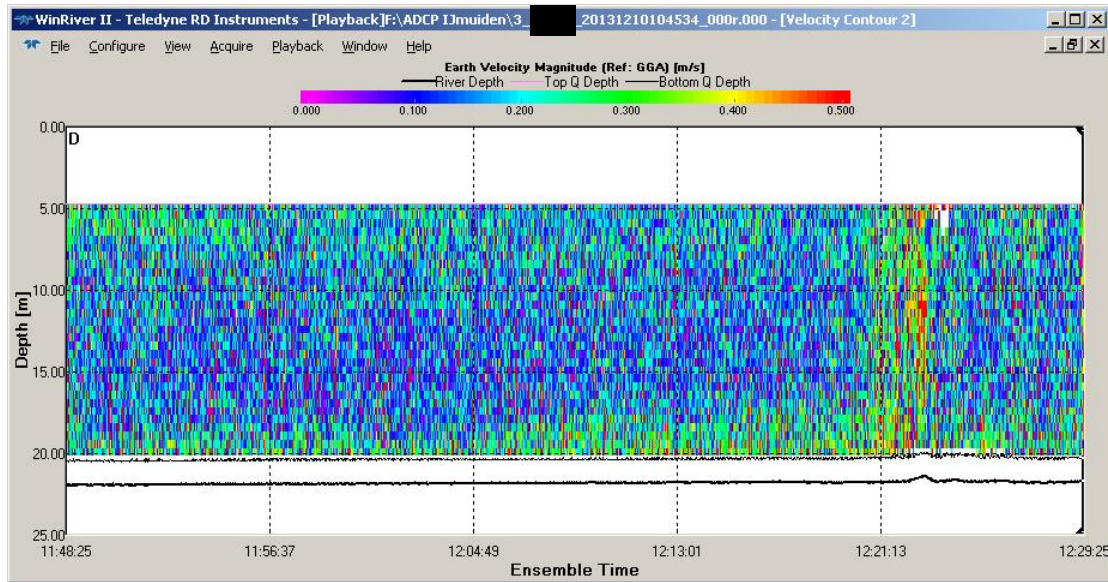 WinRiver II - Teledyne RD Instruments - [Playback]F:\ADCP IJmuiden\3_ _20131210104534_000r.000 - [Velocity Contour 2]
File Configure View Acquire Playback Window Help
Earth Velocity Magnitude (Ref: GGA) [m/s]
River Depth Top Q Depth Bottom Q Depth
0.000 0.100 0.200 0.300 0.400 0.500
0.00
D
5.00
10.00
Depth [m]
15.00
20.00
25.00
11:48:25 11:56:37 12:04:49 12:13:01 12:21:13 12:29:25
Ensemble Time